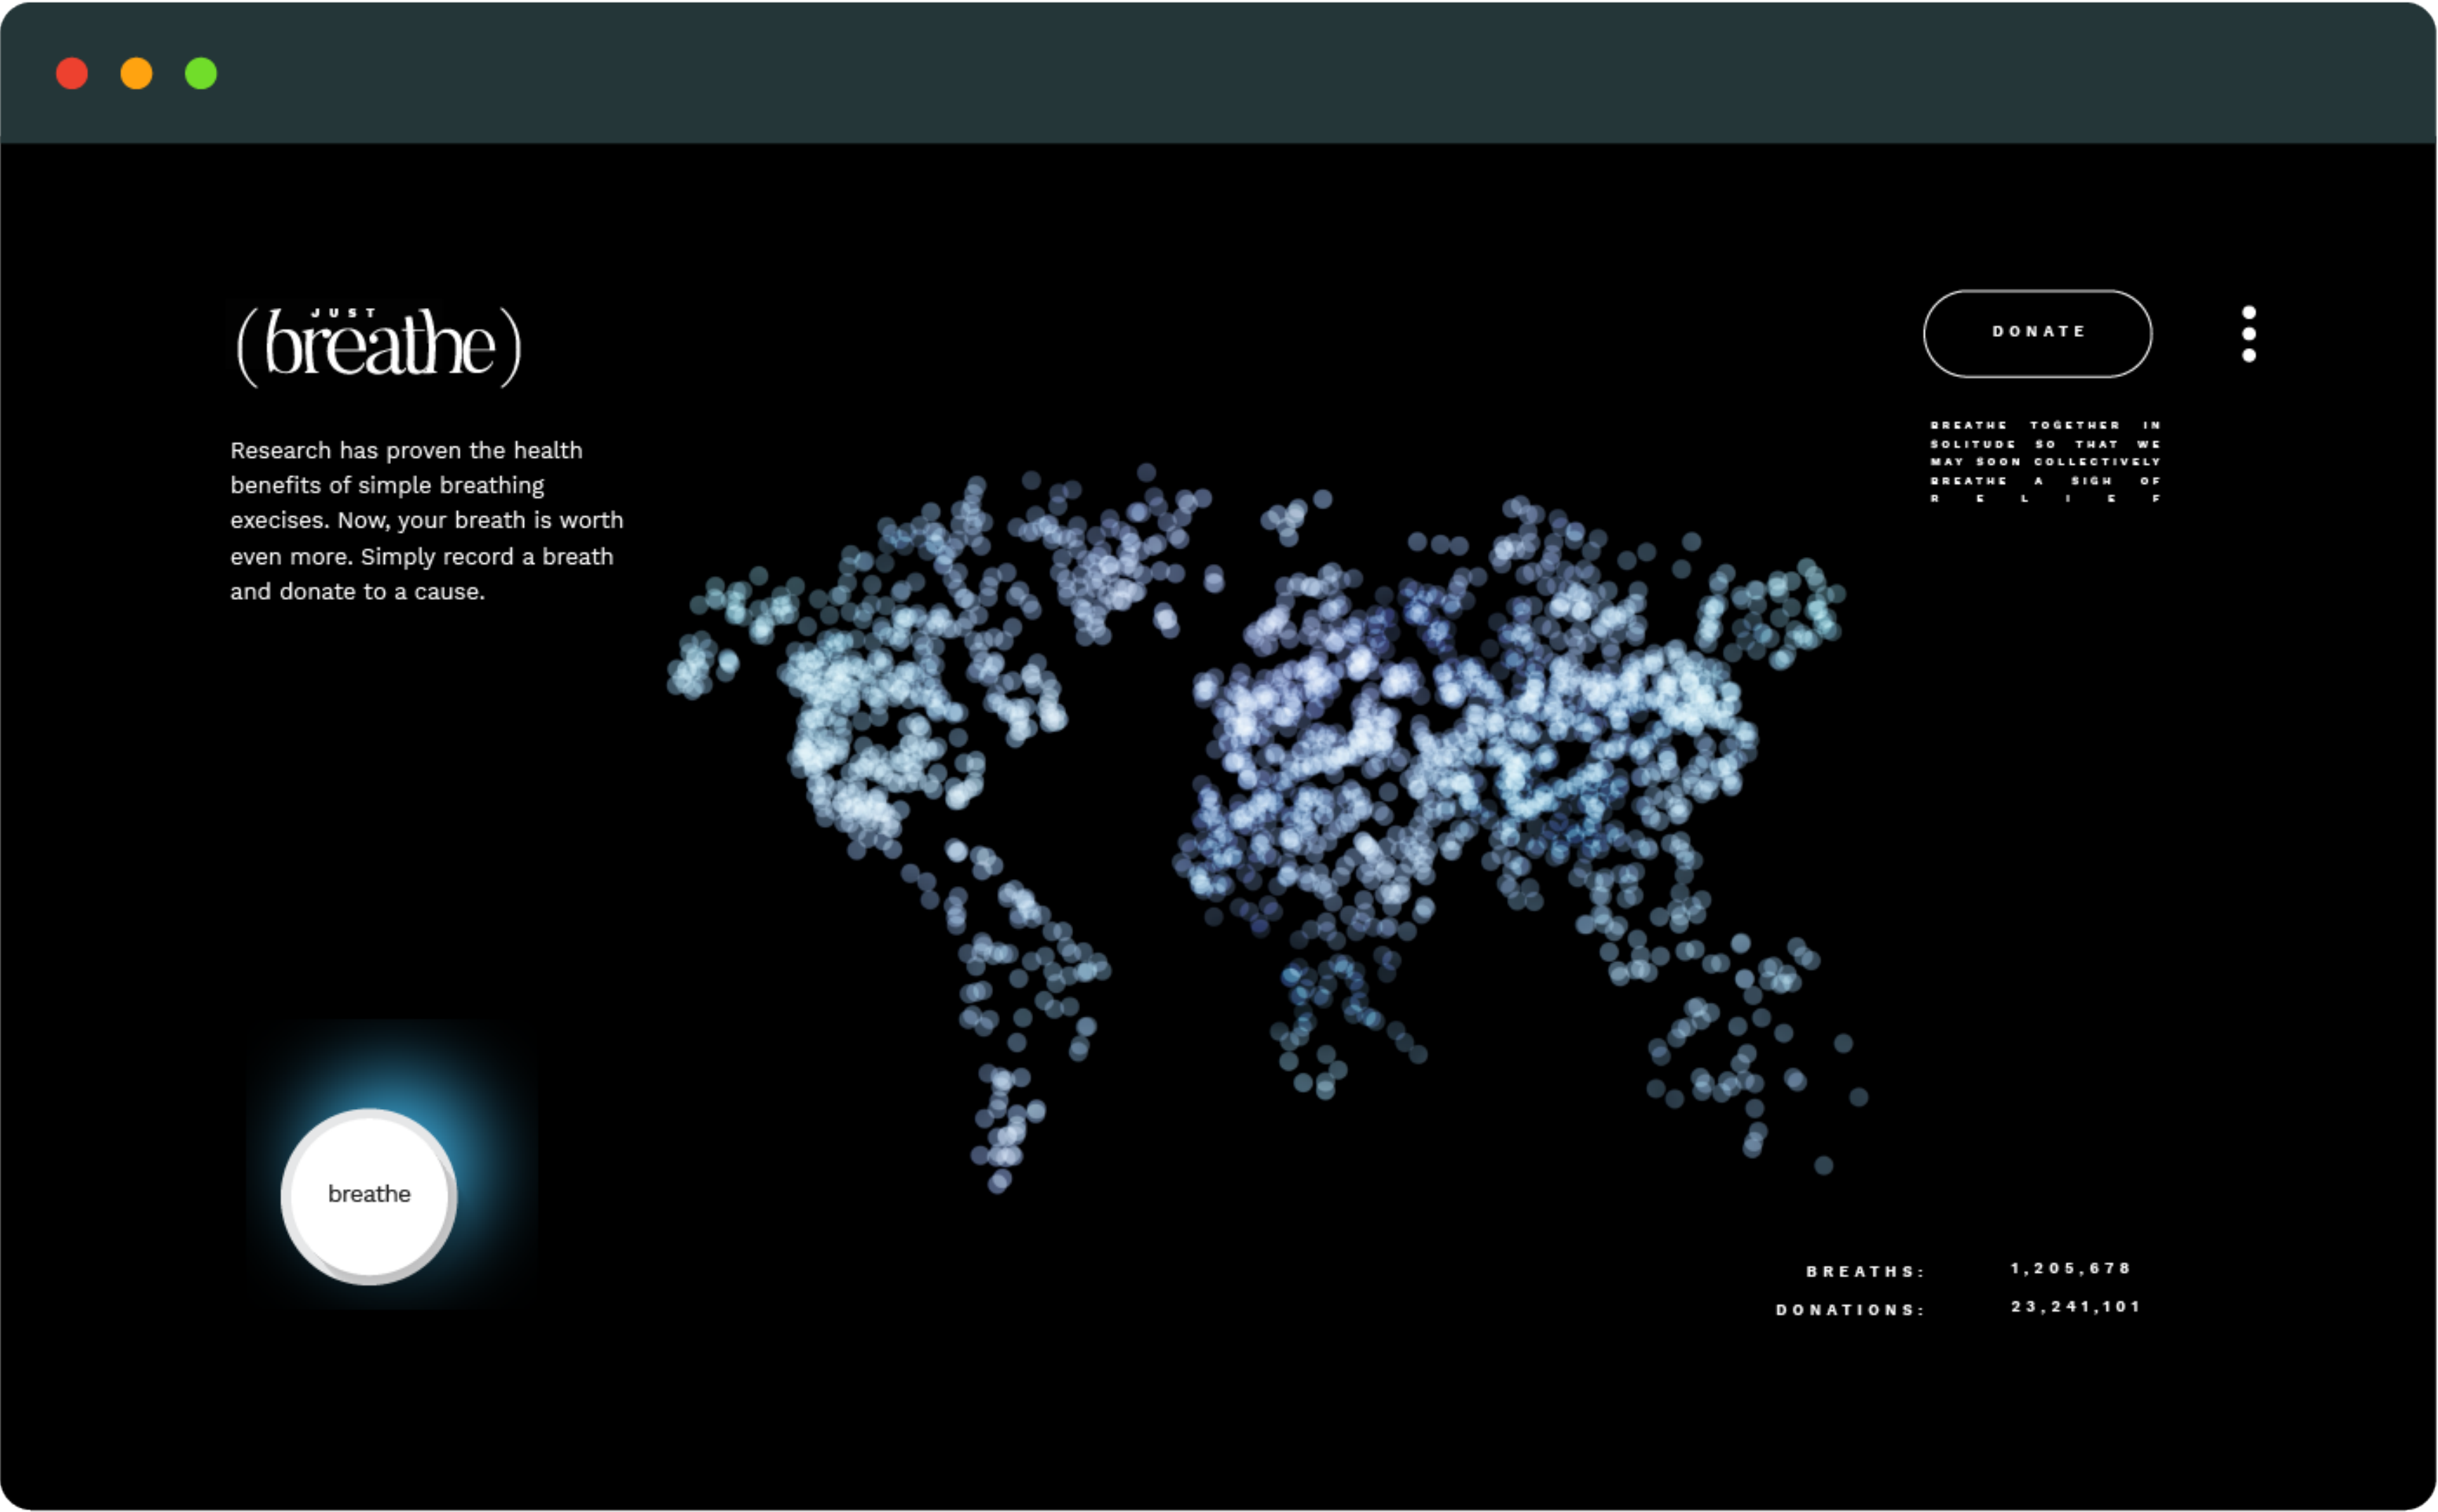 JUST
(breathe)
Research has proven the health
benefits of simple breathing
execises. Now, your breath is worth
even more. Simply record a breath
and donate to a cause.
DONATE
BREATHE TOGETHER IN
SOLITUDE SO THAT WE
MAY SOON COLLECTIVELY
BREATHE A SIGH OF
R E L I E F
breathe
BREATHS: 1,205,678
DONATIONS: 23,241,101